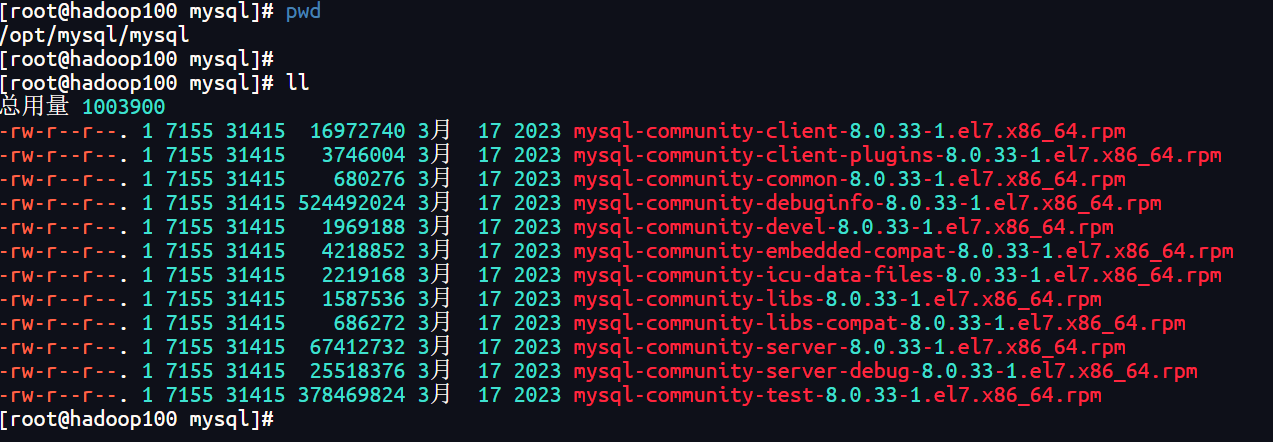 [root@hadoop100 mysql]# pwd
/opt/mysql/mysql
[root@hadoop100 mysql]#
[root@hadoop100 mysql]# ll
总用量 1003900
-rw-r--r--. 1 7155 31415  16972740 3月  17 2023 mysql-community-client-8.0.33-1.el7.x86_64.rpm
-rw-r--r--. 1 7155 31415   3746004 3月  17 2023 mysql-community-client-plugins-8.0.33-1.el7.x86_64.rpm
-rw-r--r--. 1 7155 31415    680276 3月  17 2023 mysql-community-common-8.0.33-1.el7.x86_64.rpm
-rw-r--r--. 1 7155 31415 524492024 3月  17 2023 mysql-community-debuginfo-8.0.33-1.el7.x86_64.rpm
-rw-r--r--. 1 7155 31415   1969188 3月  17 2023 mysql-community-devel-8.0.33-1.el7.x86_64.rpm
-rw-r--r--. 1 7155 31415   4218852 3月  17 2023 mysql-community-embedded-compat-8.0.33-1.el7.x86_64.rpm
-rw-r--r--. 1 7155 31415   2219168 3月  17 2023 mysql-community-icu-data-files-8.0.33-1.el7.x86_64.rpm
-rw-r--r--. 1 7155 31415   1587536 3月  17 2023 mysql-community-libs-8.0.33-1.el7.x86_64.rpm
-rw-r--r--. 1 7155 31415    686272 3月  17 2023 mysql-community-libs-compat-8.0.33-1.el7.x86_64.rpm
-rw-r--r--. 1 7155 31415  67412732 3月  17 2023 mysql-community-server-8.0.33-1.el7.x86_64.rpm
-rw-r--r--. 1 7155 31415  25518376 3月  17 2023 mysql-community-server-debug-8.0.33-1.el7.x86_64.rpm
-rw-r--r--. 1 7155 31415 378469824 3月  17 2023 mysql-community-test-8.0.33-1.el7.x86_64.rpm
[root@hadoop100 mysql]#